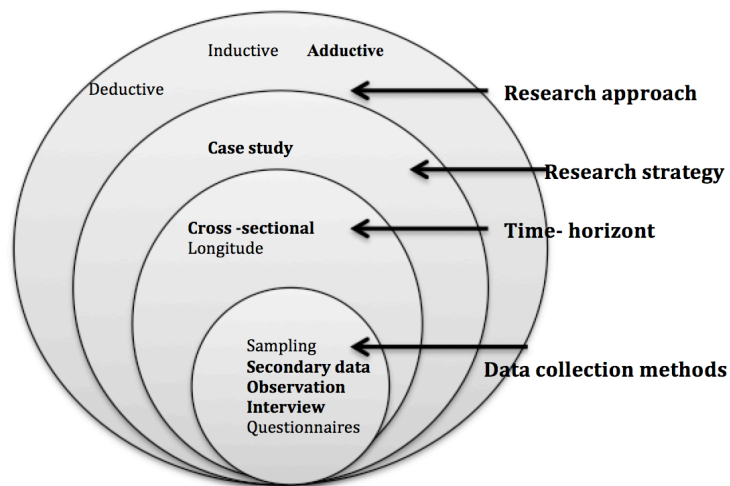 Inductive Adductive
Deductive
Research approach
Case study
Research strategy
Cross -sectional
Longitude
Time- horizont
Sampling
Secondary data
Observation
Interview
Questionnaires
Data collection methods